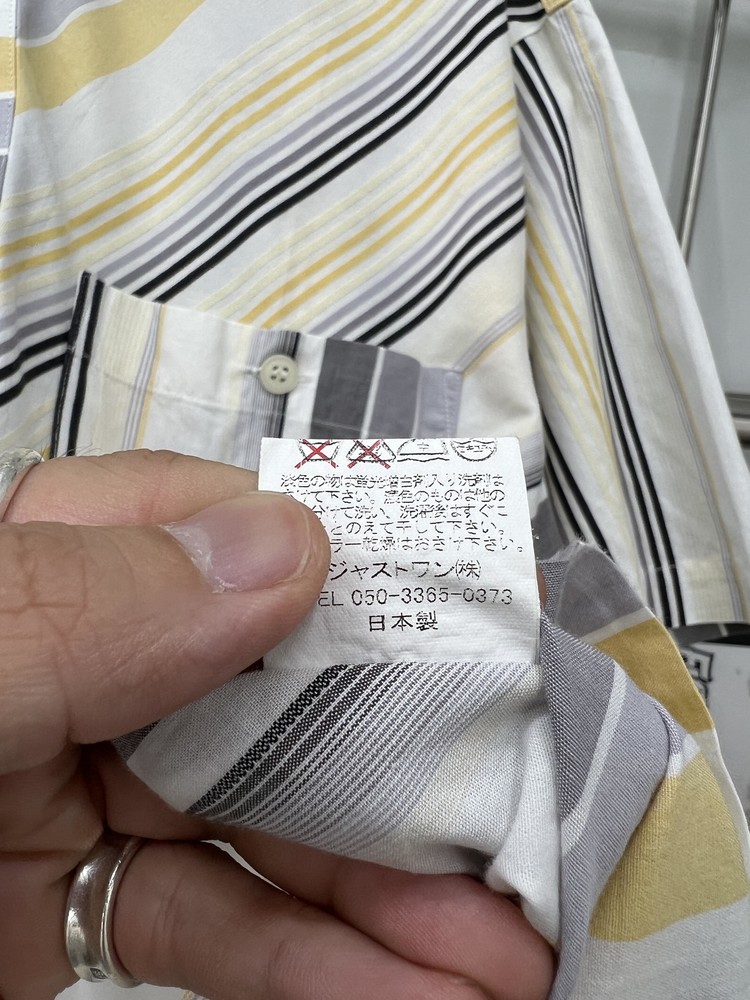 淡色の物は蛍光増白剤入り洗剤は
さけて下さい。濃色のものは他の
分けて洗い、洗濯後はすぐに
とのえて干して下さい。
ラー乾燥はおさけ下さい。
ジャストワン㈱
EL 050-3365-0373
日本製